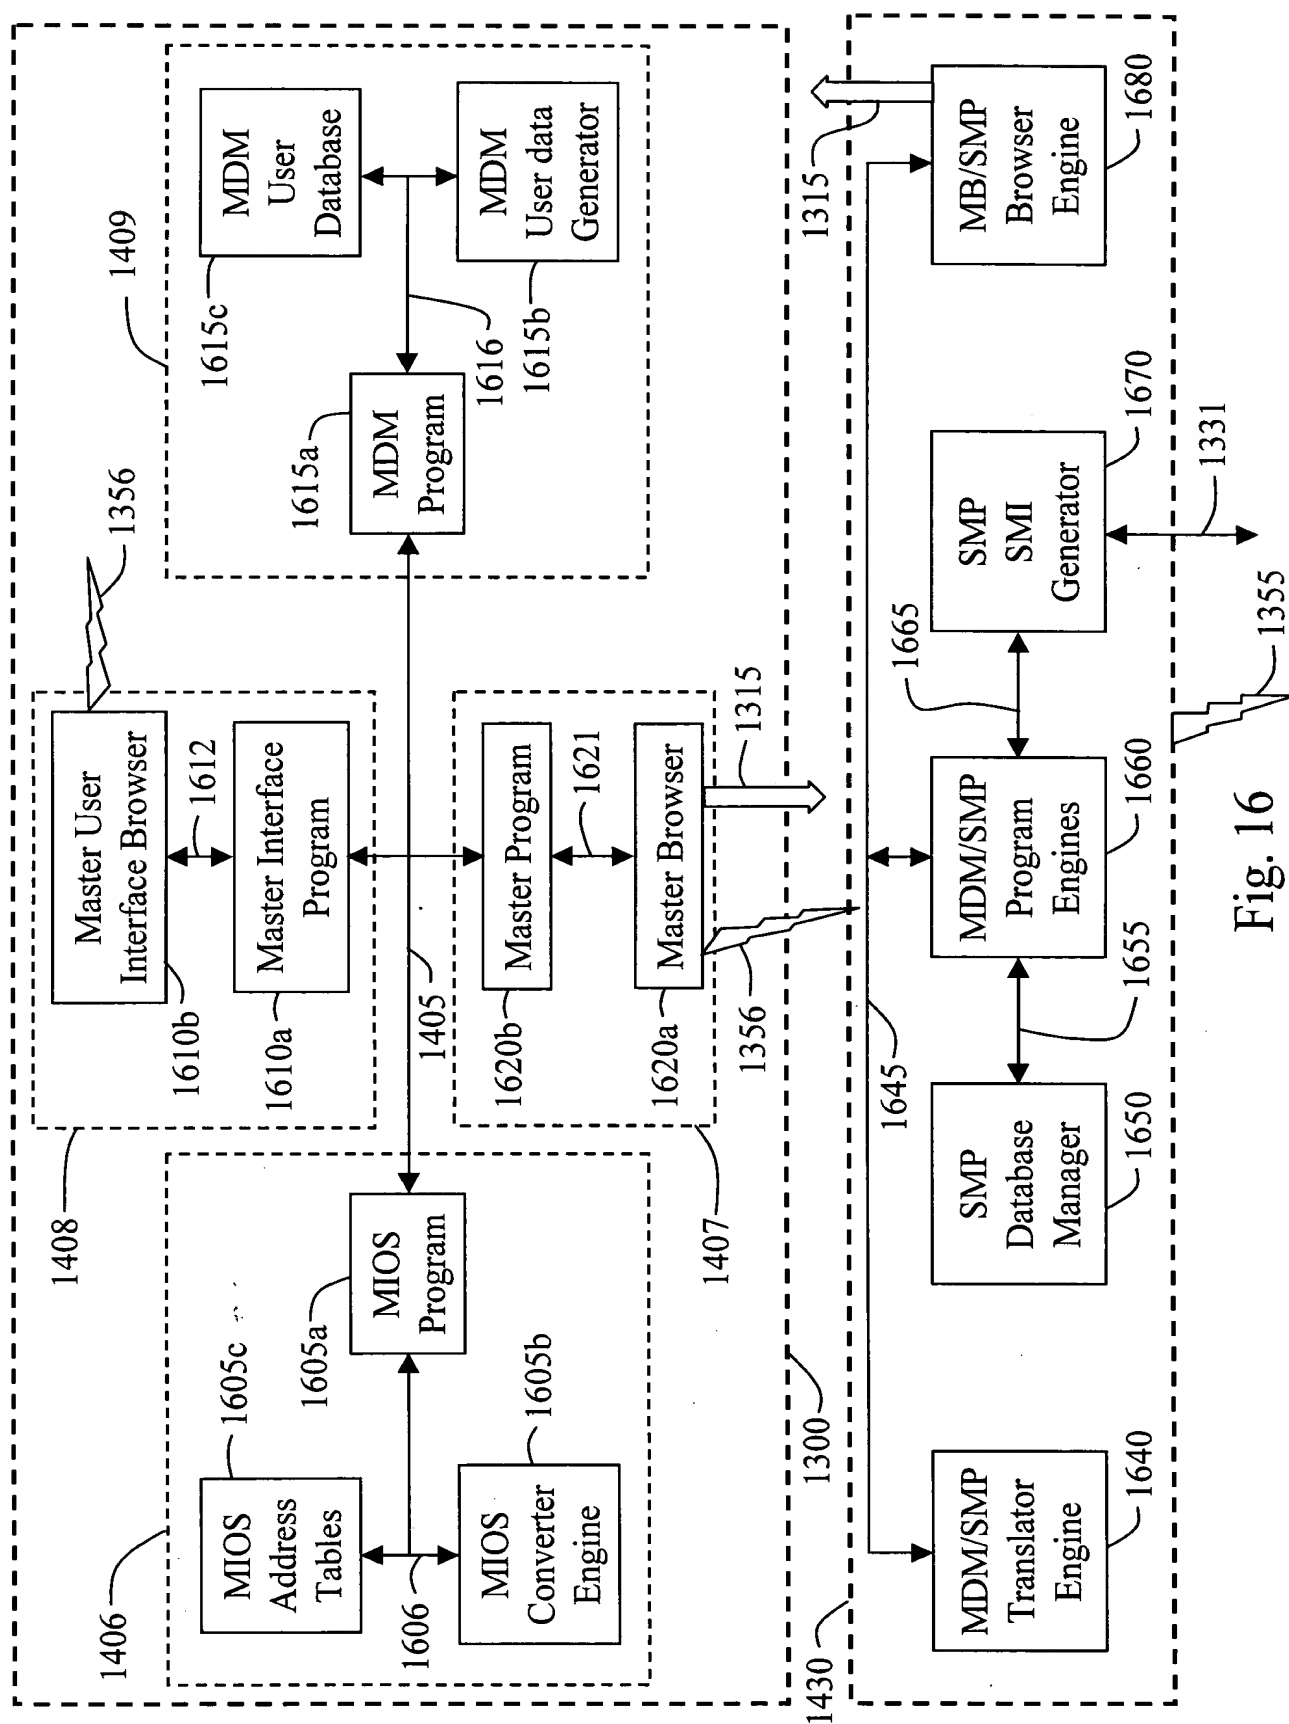 1406
1605c
MIOS
Address
Tables
1606
MIOS
Converter
Engine
1605b
1605a
MIOS
Program
1408
1610b
Master User
Interface Browser
1612
1610a
Master Interface
Program
1356
1405
1620b
Master Program
1621
1620a
Master Browser
1407
1315
1356
1409
1615c
MDM
User
Database
1615a
MDM
Program
1616
1615b
MDM
User data
Generator
1300
1430
1645
1315
MDM/SMP
Translator
Engine
1640
SMP
Database
Manager
1650
1655
MDM/SMP
Program
Engines
1660
1665
SMP
SMI
Generator
1670
MB/SMP
Browser
Engine
1680
1355
1331
Fig. 16